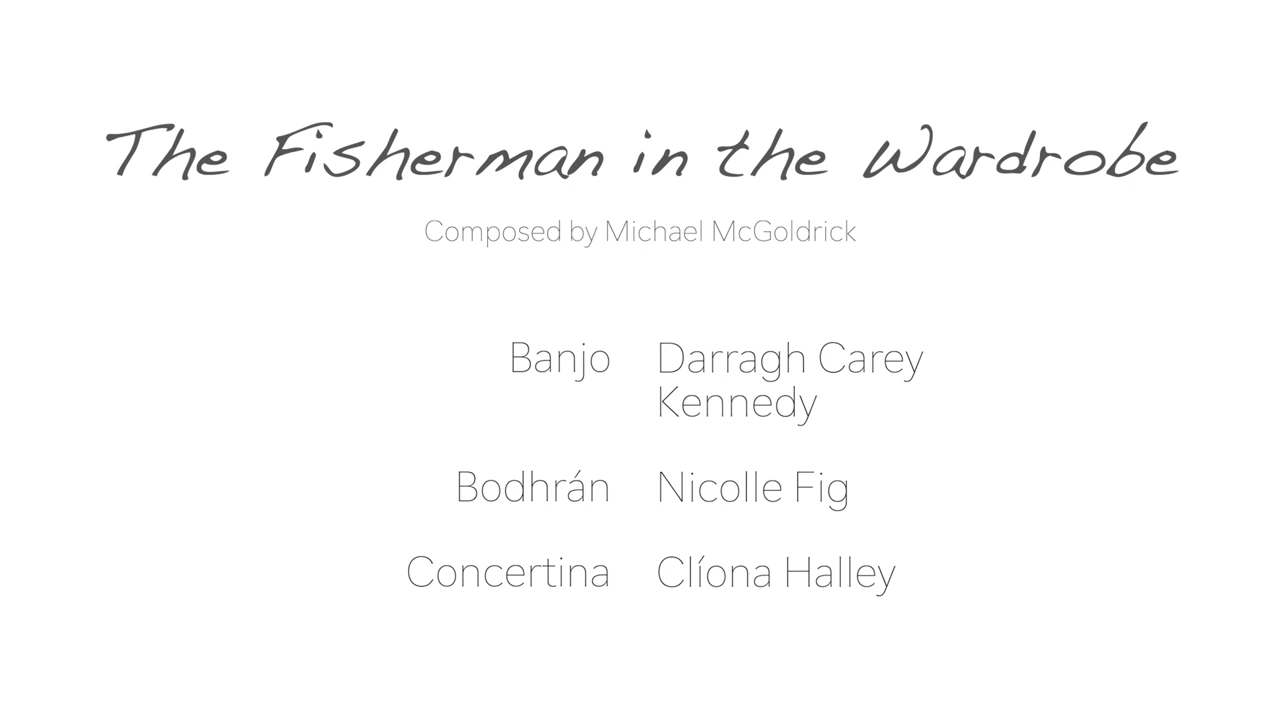 The Fisherman in the Wardrobe
Composed by Michael McGoldrick
Banjo Darragh Carey
Kennedy
Bodhrán Nicolle Fig
Concertina Clíona Halley